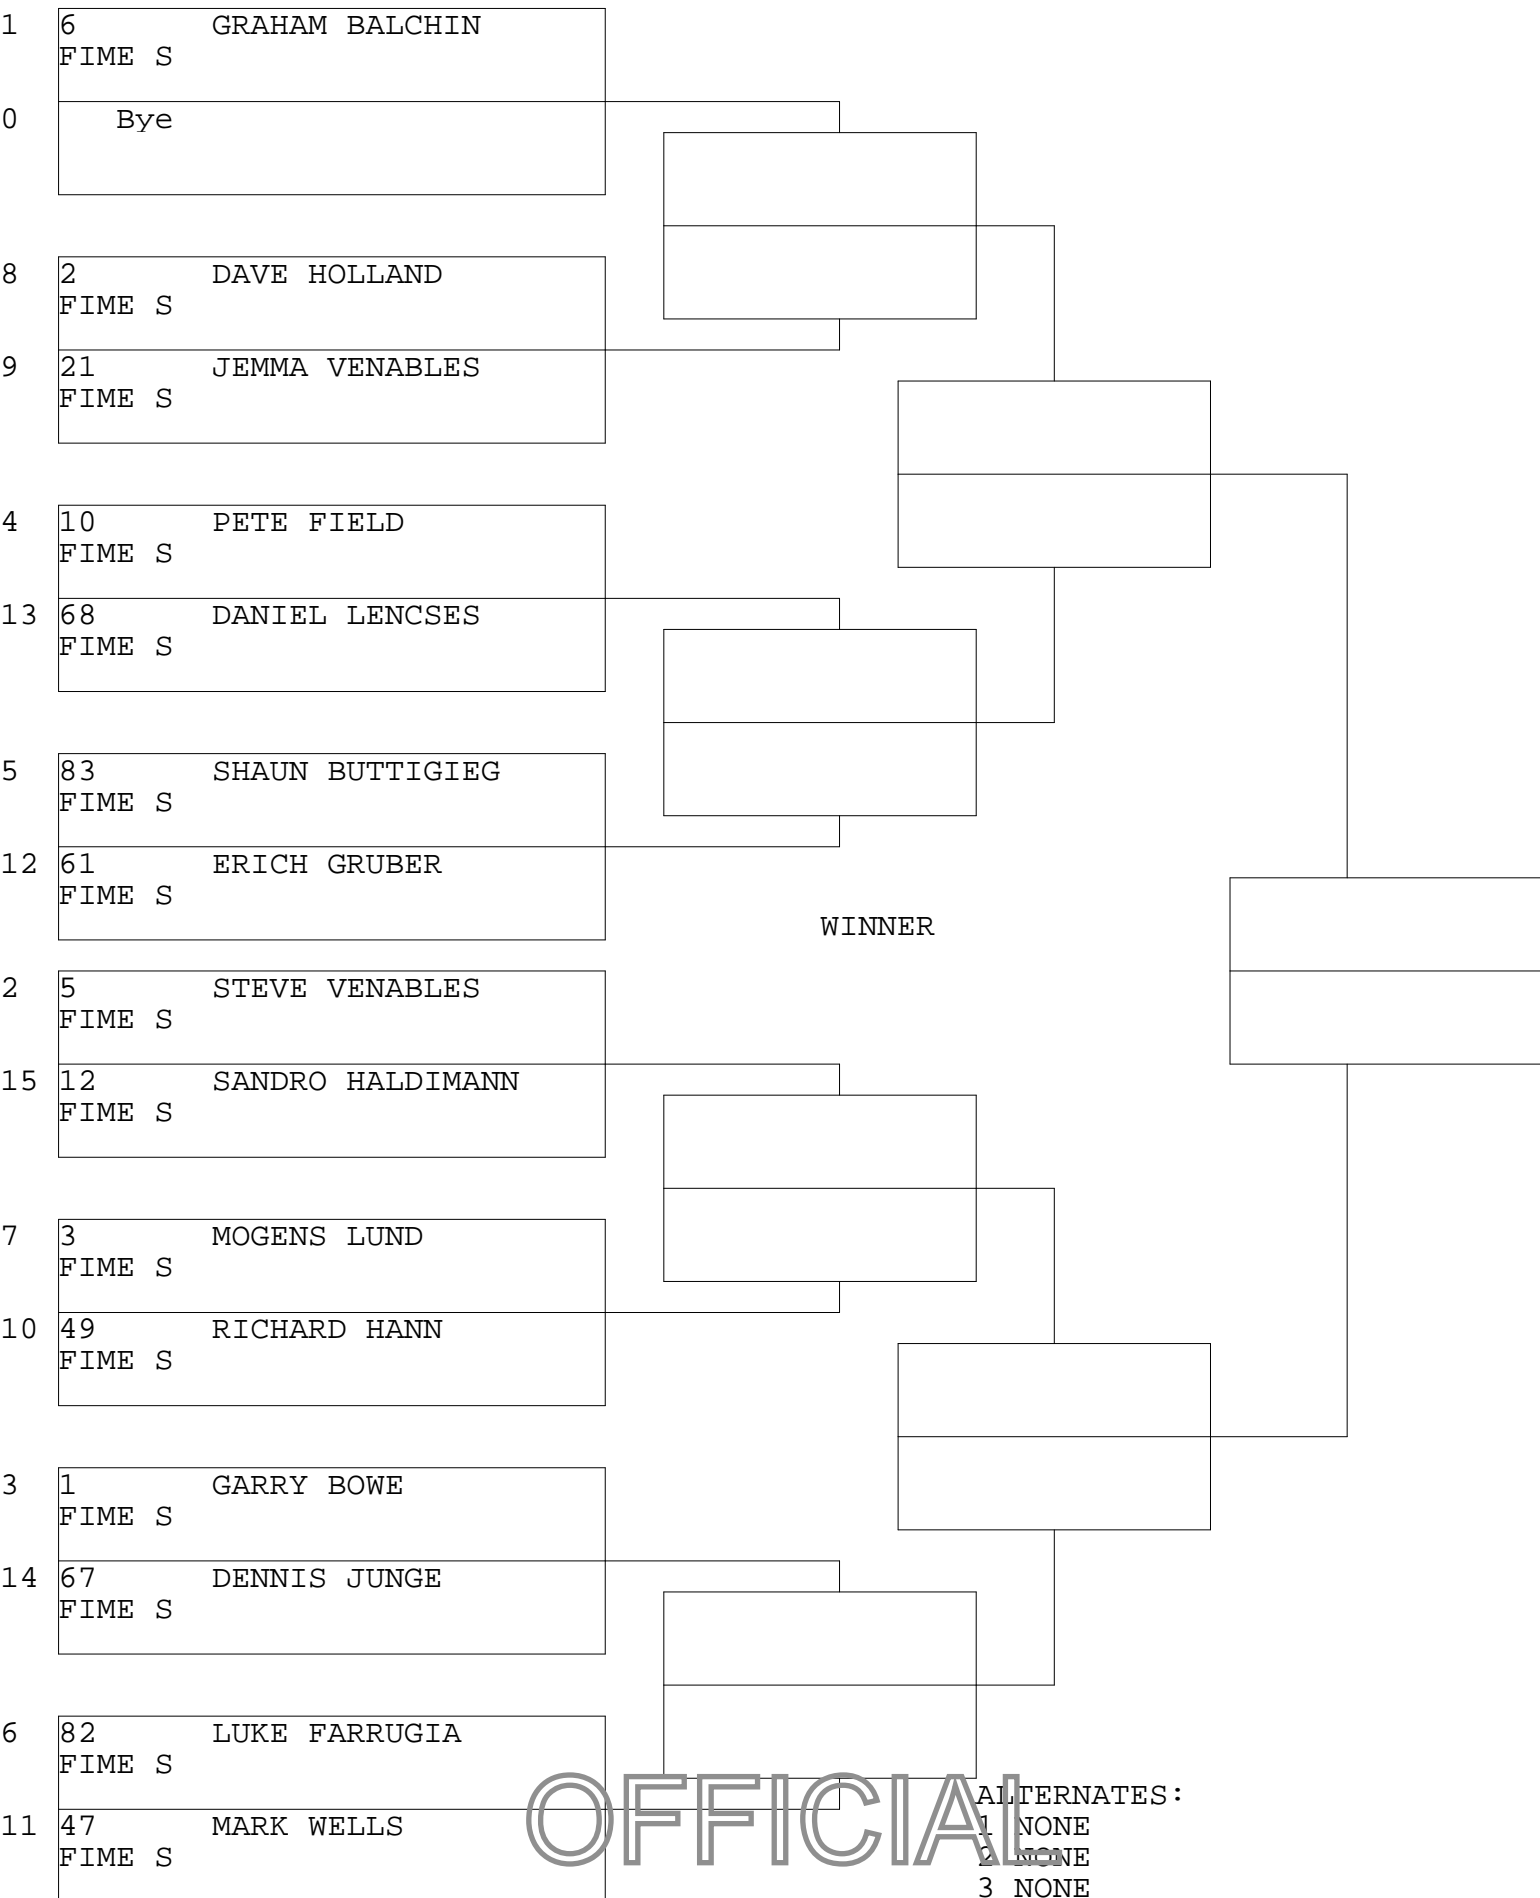 1 6 GRAHAM BALCHIN
FIME S
0 Bye
8 2 DAVE HOLLAND
FIME S
9 21 JEMMA VENABLES
FIME S
4 10 PETE FIELD
FIME S
13 68 DANIEL LENCSES
FIME S
5 83 SHAUN BUTTIGIEG
FIME S
12 61 ERICH GRUBER
FIME S
WINNER
2 5 STEVE VENABLES
FIME S
15 12 SANDRO HALDIMANN
FIME S
7 3 MOGENS LUND
FIME S
10 49 RICHARD HANN
FIME S
3 1 GARRY BOWE
FIME S
14 67 DENNIS JUNGE
FIME S
6 82 LUKE FARRUGIA
FIME S
11 47 MARK WELLS
FIME S
OFFICIAL
ALTERNATES:
1 NONE
2 NONE
3 NONE